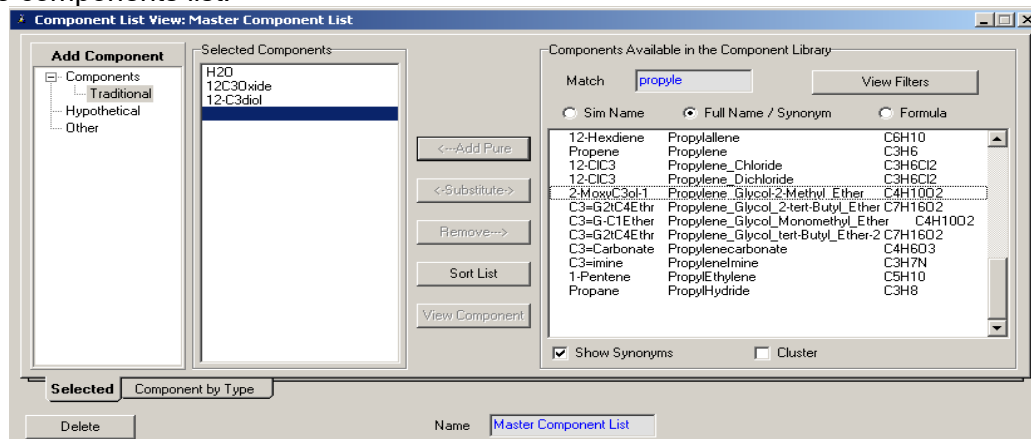 Component List View: Master Component List
Add Component
Components
Traditional
Hypothetical
Other
Selected Components
H2O
12C3Oxide
12-C3diol
<---Add Pure
<-Substitute->
Remove--->
Sort List
View Component
Components Available in the Component Library
Match propyle View Filters
Sim Name Full Name / Synonym Formula
12-Hexdiene Propylallene C6H10
Propene Propylene C3H6
12-ClC3 Propylene_Chloride C3H6Cl2
12-ClC3 Propylene_Dichloride C3H6Cl2
2-MoxyC3ol-1 Propylene_Glycol-2-Methyl_Ether C4H10O2
C3=G2tC4Ethr Propylene_Glycol_2-tert-Butyl_Ether C7H16O2
C3=G-C1Ether Propylene_Glycol_Monomethyl_Ether C4H10O2
C3=G2tC4Ethr Propylene_Glycol_tert-Butyl_Ether-2 C7H16O2
C3=Carbonate Propylenecarbonate C4H6O3
C3=imine PropyleneImine C3H7N
1-Pentene PropylEthylene C5H10
Propane PropylHydride C3H8
Show Synonyms Cluster
Selected Component by Type
Delete Name Master Component List